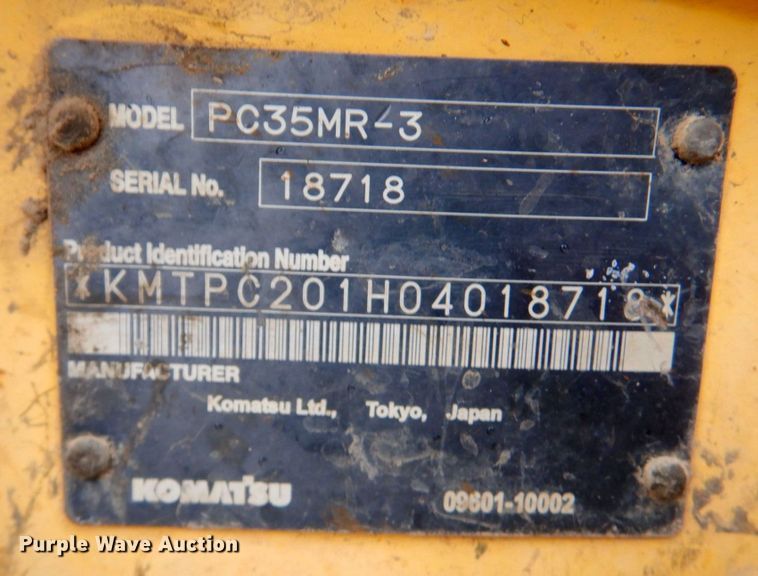 MODEL PC35MR-3
SERIAL No. 18718
Product Identification Number
*KMTPC201H04018718*
MANUFACTURER
Komatsu Ltd., Tokyo, Japan
KOMATSU 09601-10002
Purple Wave Auction